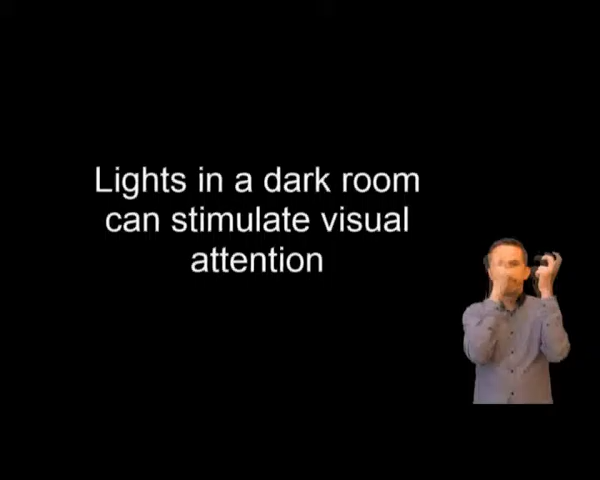 Lights in a dark room
can stimulate visual
attention